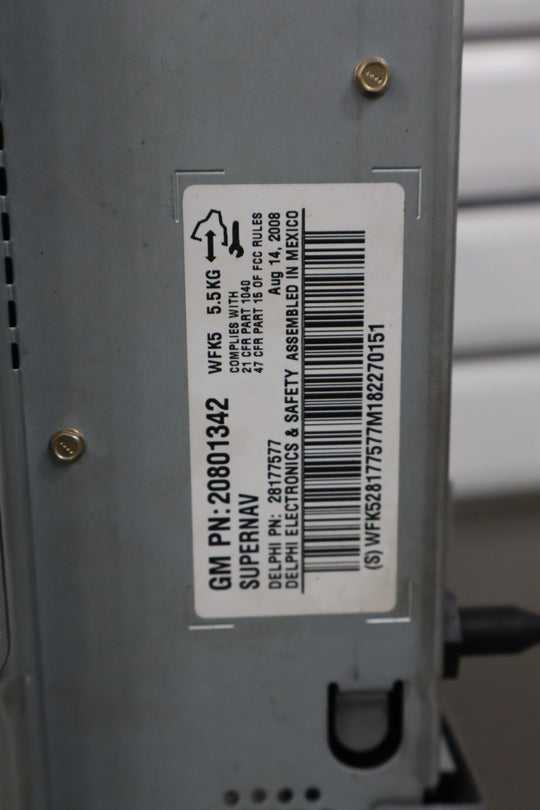 GM PN:20801342 WFK5 5.5KG
SUPERNAV
COMPLIES WITH
21 CFR PART 1040
47 CFR PART 15 OF FCC RULES
DELPHI PN: 28177577 Aug 14, 2008
DELPHI ELECTRONICS & SAFETY ASSEMBLED IN MEXICO
(S) WFK528177577M182270151